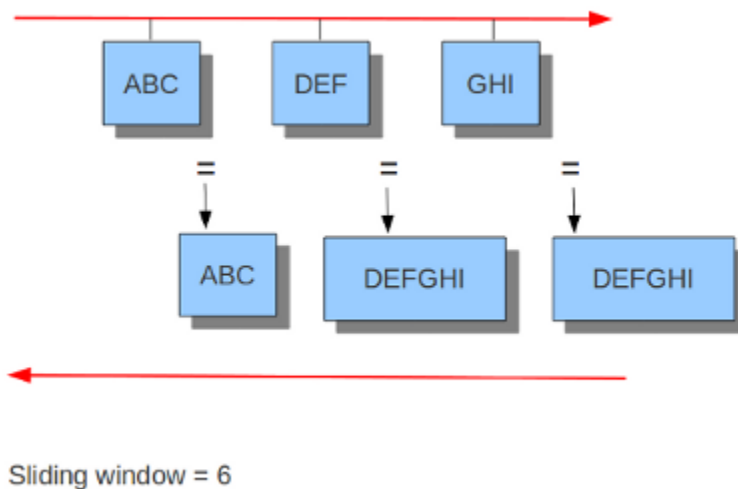 ABC DEF GHI
= = =
ABC DEFGHI DEFGHI
Sliding window = 6